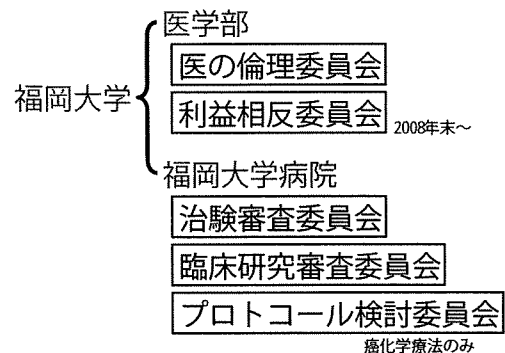 医学部
医の倫理委員会
福岡大学
利益相反委員会
2008年末～
福岡大学病院
治験審査委員会
臨床研究審査委員会
プロトコール検討委員会
癌化学療法のみ